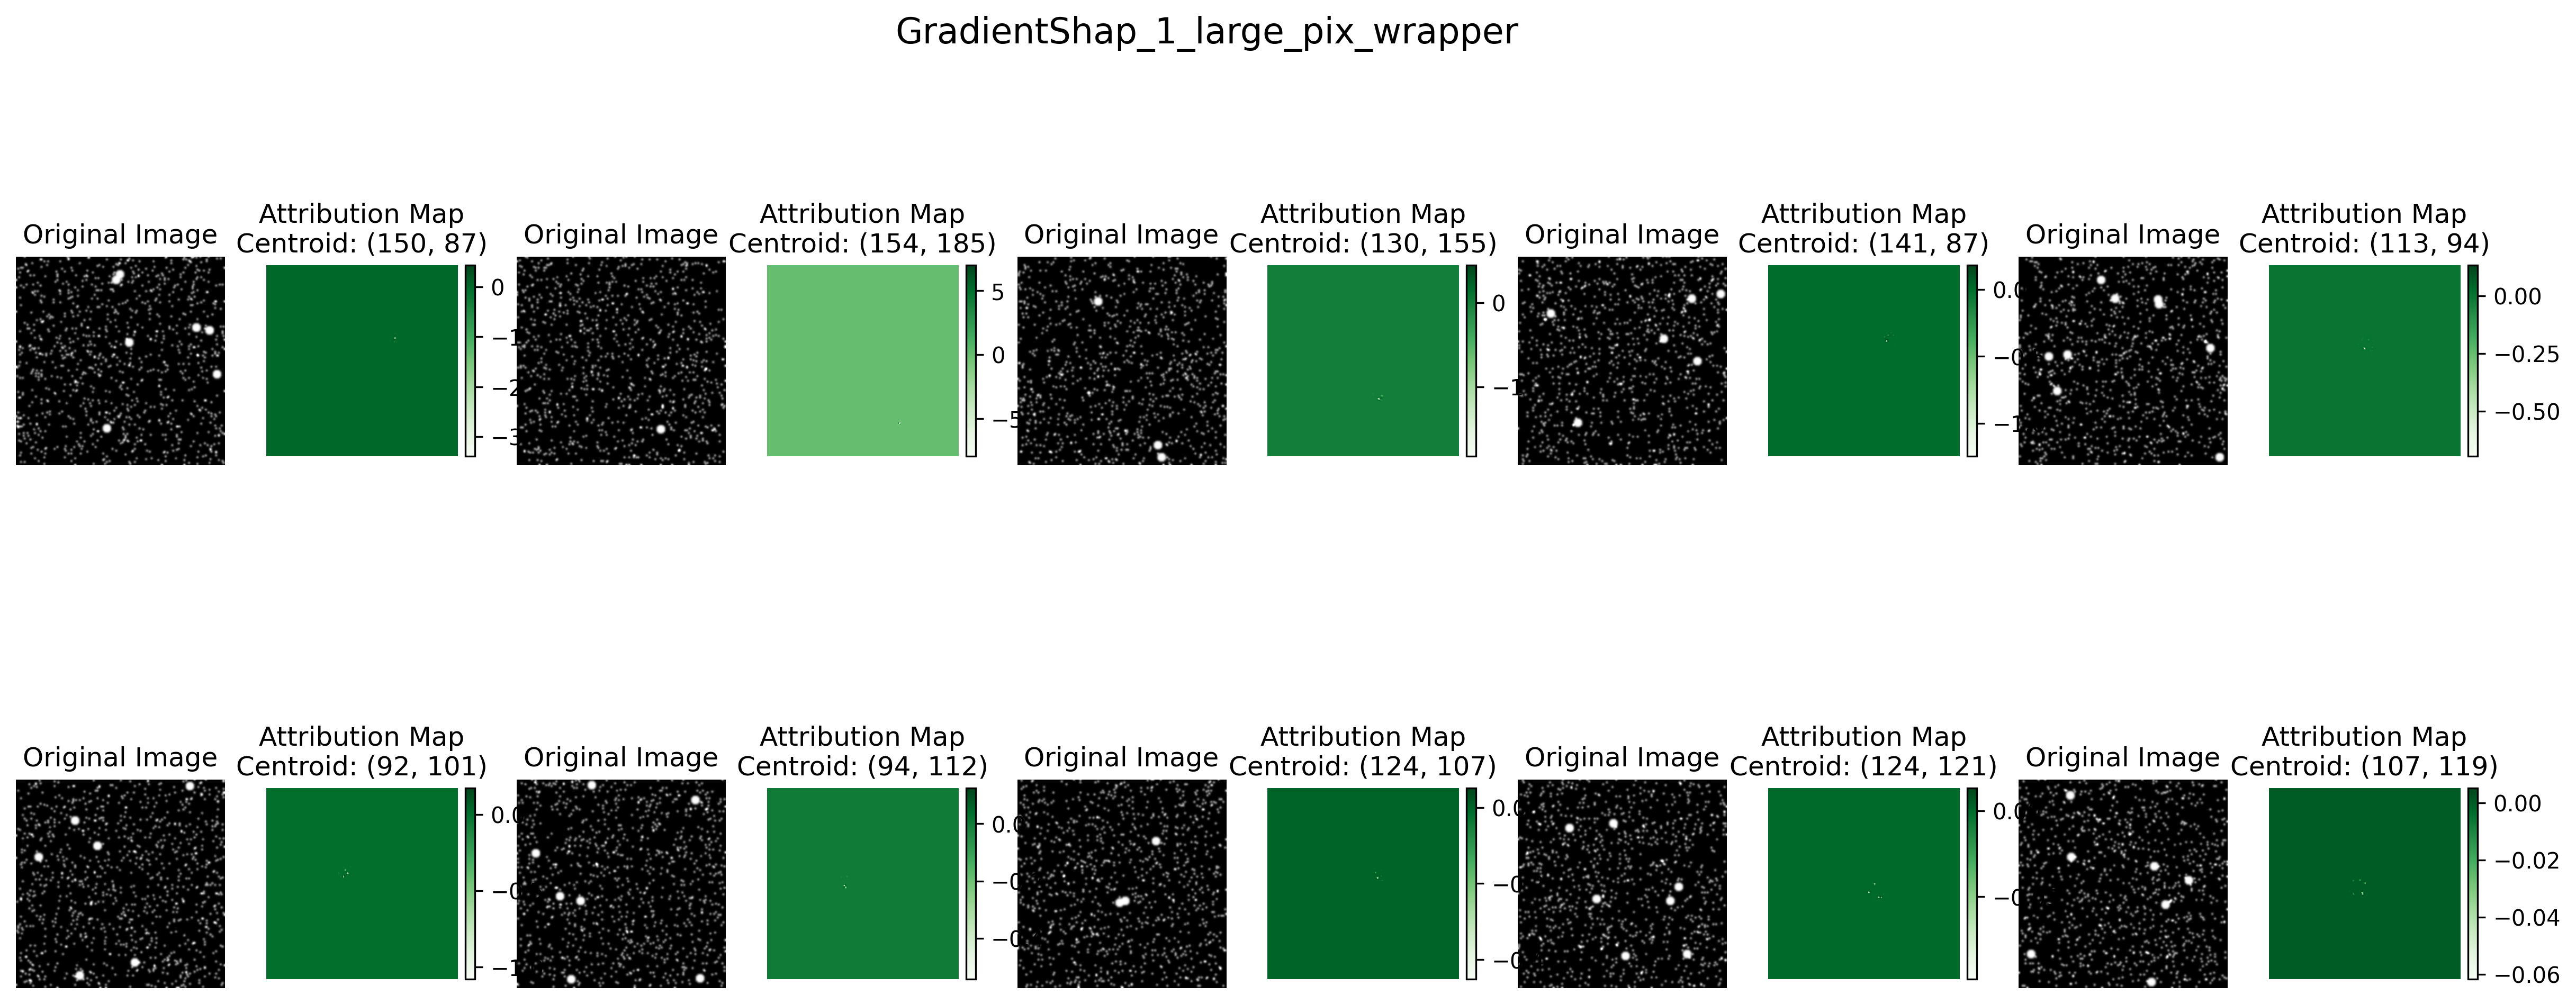 GradientShap_1_large_pix_wrapper
Original Image
Attribution Map
Centroid: (150, 87)
0
Original Image
Attribution Map
Centroid: (154, 185)
5
0
Original Image
Attribution Map
Centroid: (130, 155)
0
Original Image
Attribution Map
Centroid: (141, 87)
Original Image
Attribution Map
Centroid: (113, 94)
0.00
−0.25
−0.50
Original Image
Attribution Map
Centroid: (92, 101)
Original Image
Attribution Map
Centroid: (94, 112)
Original Image
Attribution Map
Centroid: (124, 107)
Original Image
Attribution Map
Centroid: (124, 121)
Original Image
Attribution Map
Centroid: (107, 119)
0.00
−0.02
−0.04
−0.06